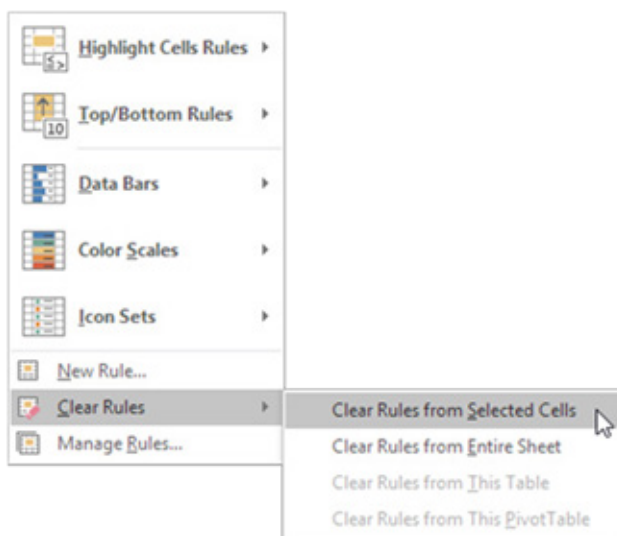 Highlight Cells Rules
Top/Bottom Rules
10
Data Bars
Color Scales
Icon Sets
New Rule...
Clear Rules
Manage Rules...
Clear Rules from Selected Cells
Clear Rules from Entire Sheet
Clear Rules from This Table
Clear Rules from This PivotTable